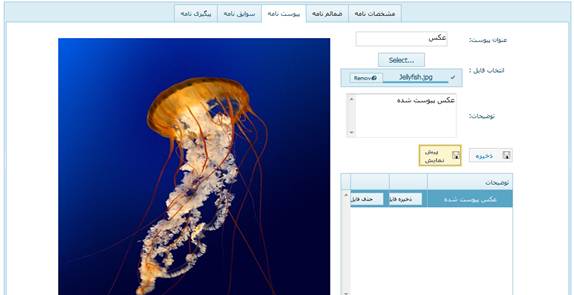 مشخصات نامه
ضمائم نامه
پیوست نامه
سوابق نامه
پیگیری نامه
عنوان پیوست:
عکس
Select...
انتخاب فایل :
Jellyfish.jpg
Remove
توضیحات:
عکس پیوست شده
ذخیره
پیش
نمایش
توضیحات
عکس پیوست شده
ذخیره فایل
حذف فایل